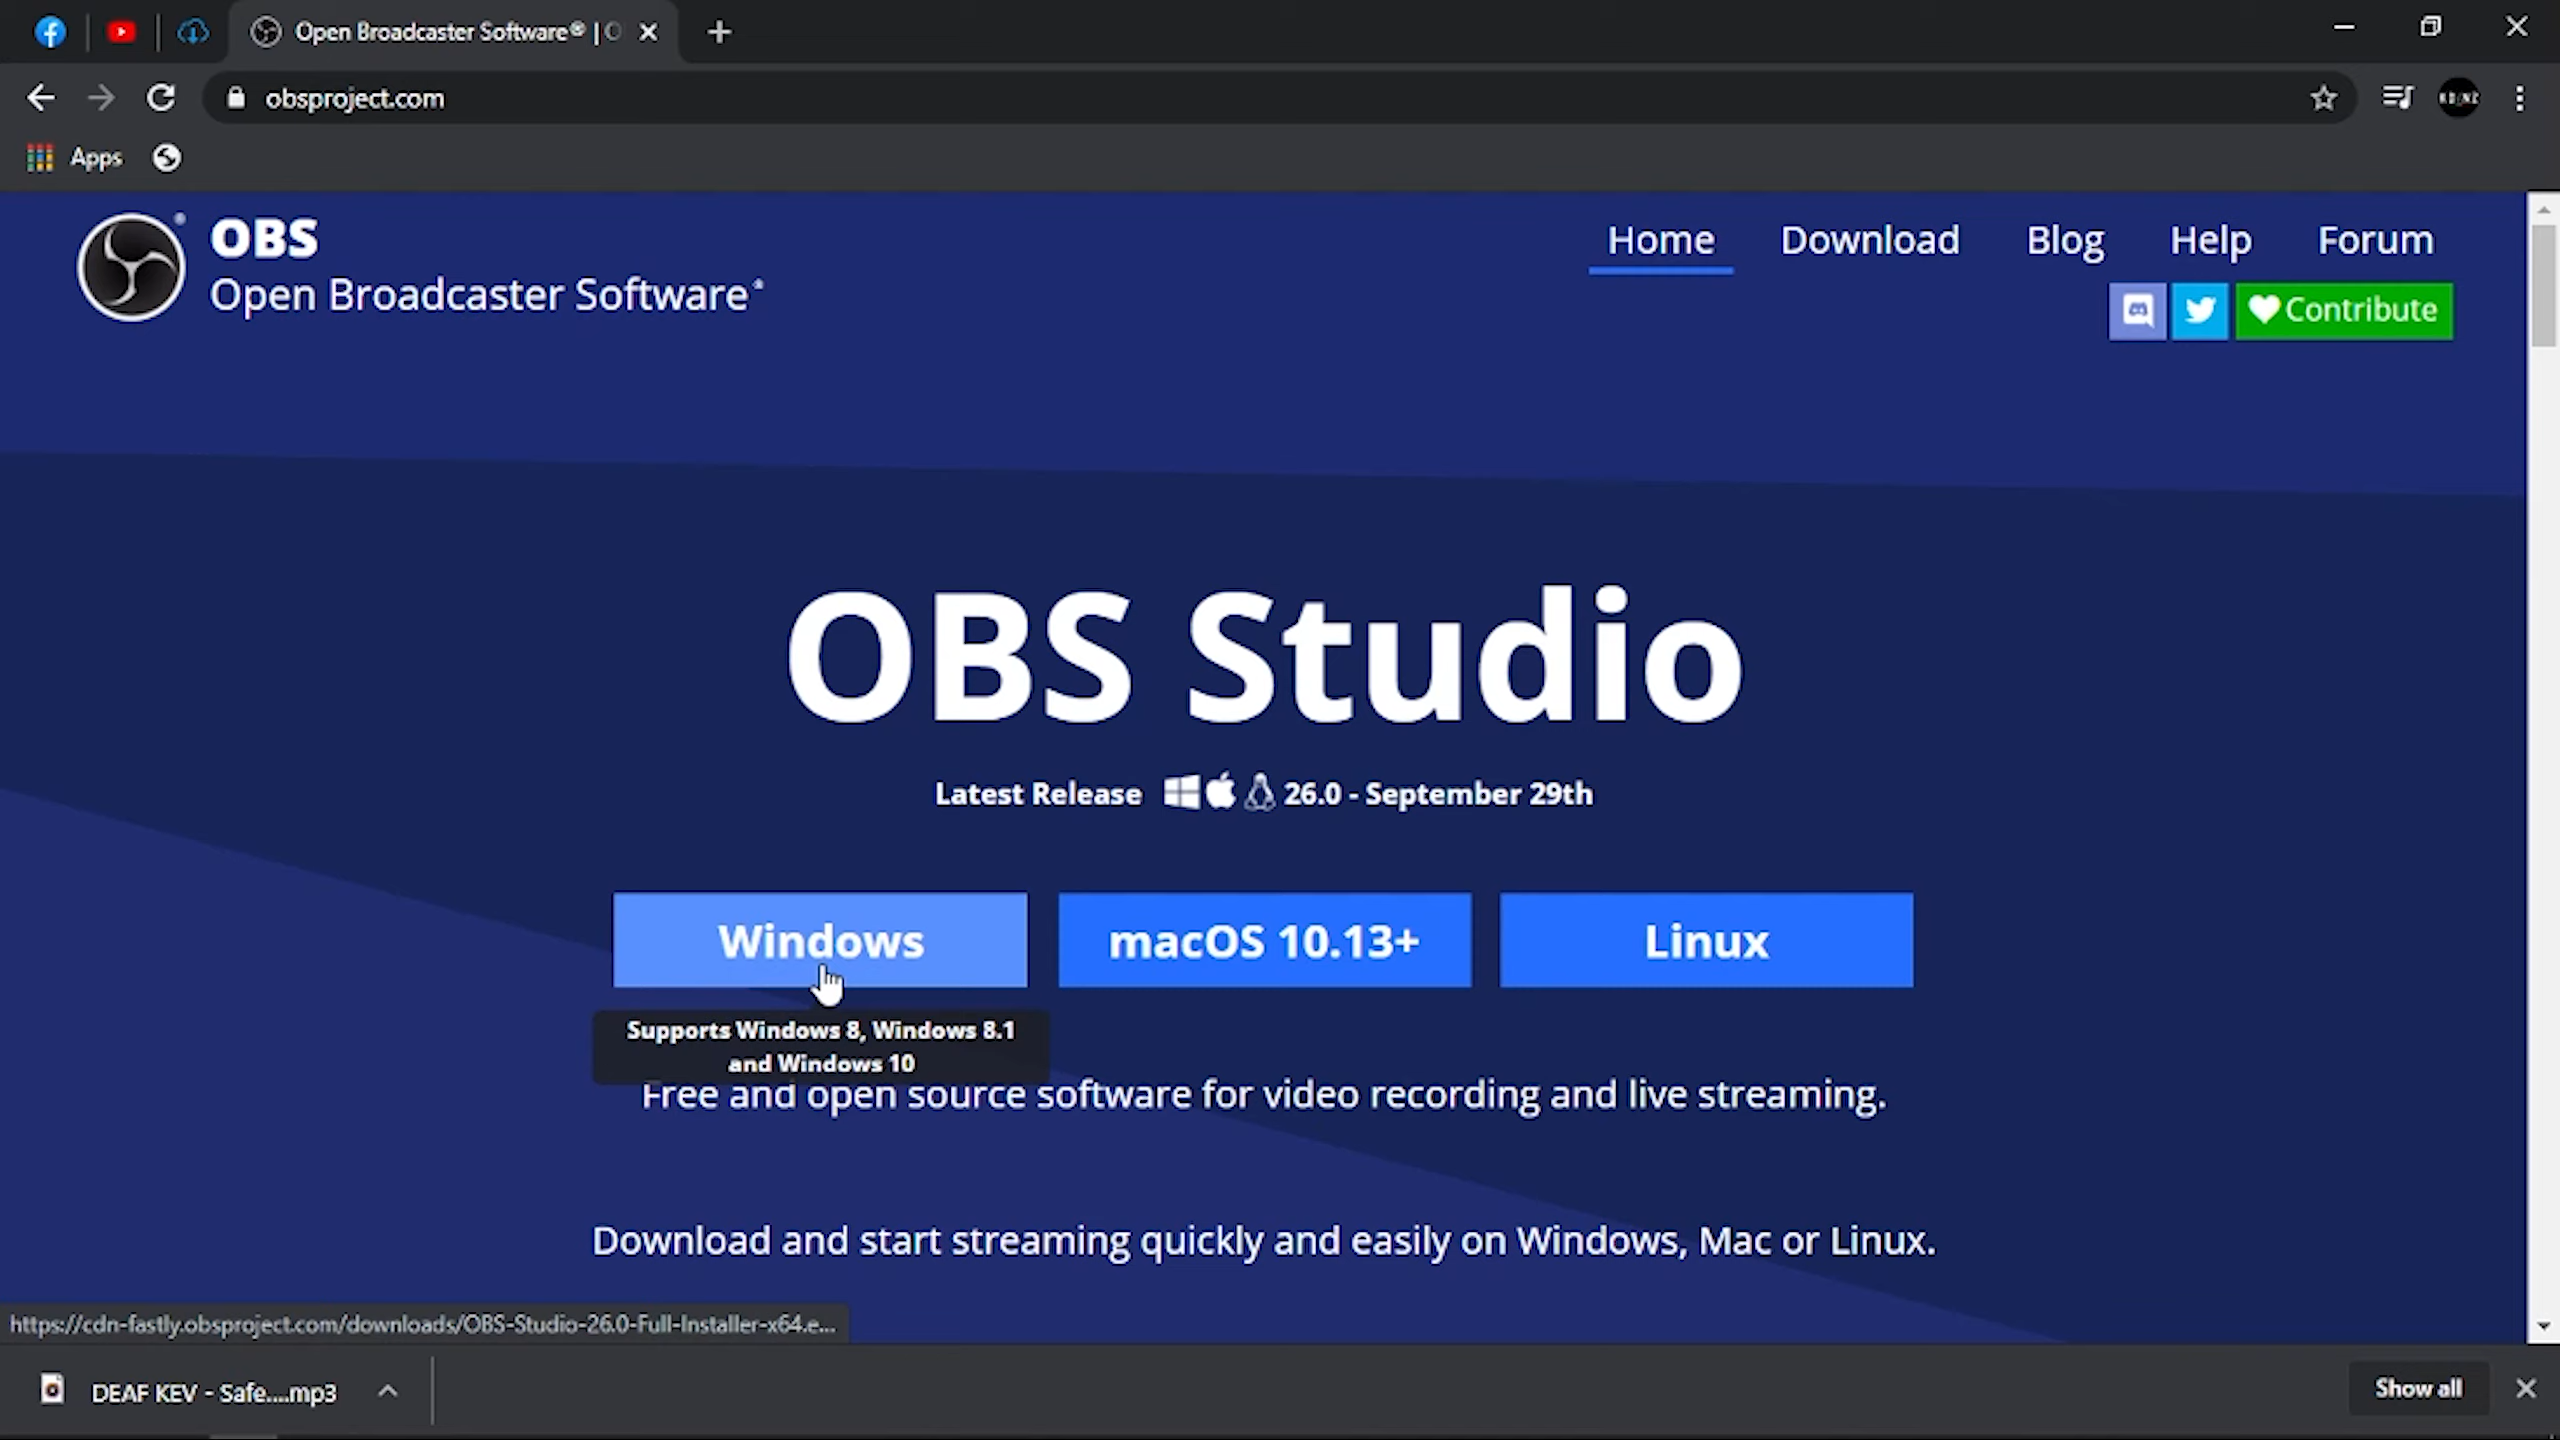 Open Broadcaster Software® | O
obsproject.com
Apps
OBS
Open Broadcaster Software®
Home Download Blog Help Forum
Contribute
OBS Studio
Latest Release 26.0 - September 29th
Windows macOS 10.13+ Linux
Supports Windows 8, Windows 8.1
and Windows 10
Free and open source software for video recording and live streaming.
Download and start streaming quickly and easily on Windows, Mac or Linux.
https://cdn-fastly.obsproject.com/downloads/OBS-Studio-26.0-Full-Installer-x64.e...
DEAF KEV - Safe....mp3 Show all